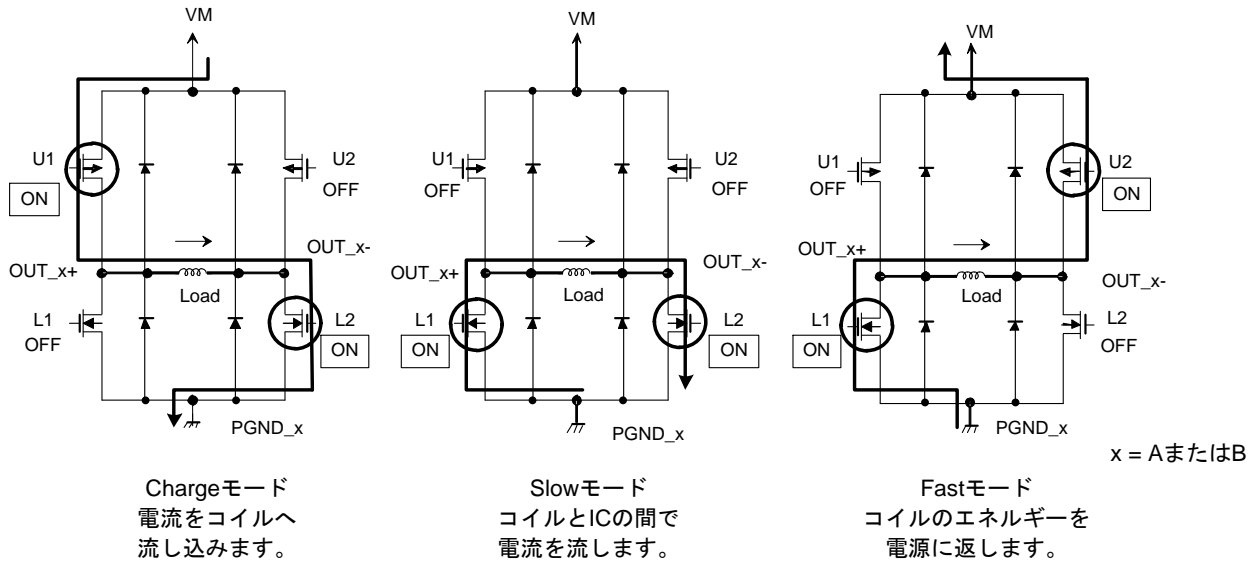 VM
U1
ON
U2
OFF
OUT_x+
OUT_x-
Load
L1
OFF
L2
ON
PGND_x
Chargeモード
電流をコイルへ
流し込みます。
VM
U1
OFF
U2
OFF
OUT_x+
OUT_x-
Load
L1
ON
L2
ON
PGND_x
Slowモード
コイルとICの間で
電流を流します。
VM
U1
OFF
U2
ON
OUT_x+
OUT_x-
Load
L1
ON
L2
OFF
PGND_x
x = AまたはB
Fastモード
コイルのエネルギーを
電源に返します。